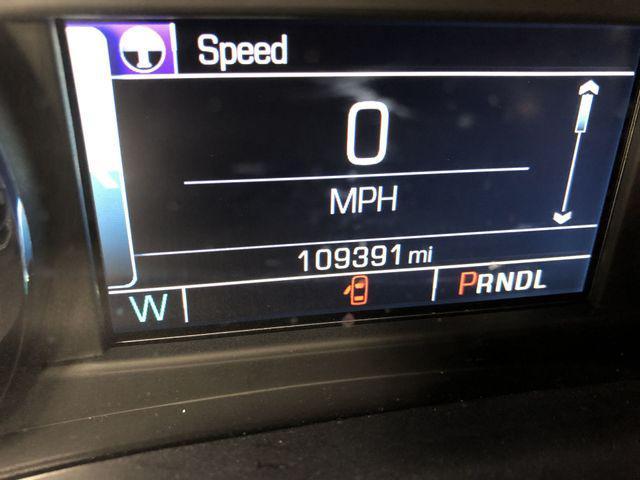 Speed
0
MPH
109391 mi
W PRNDL